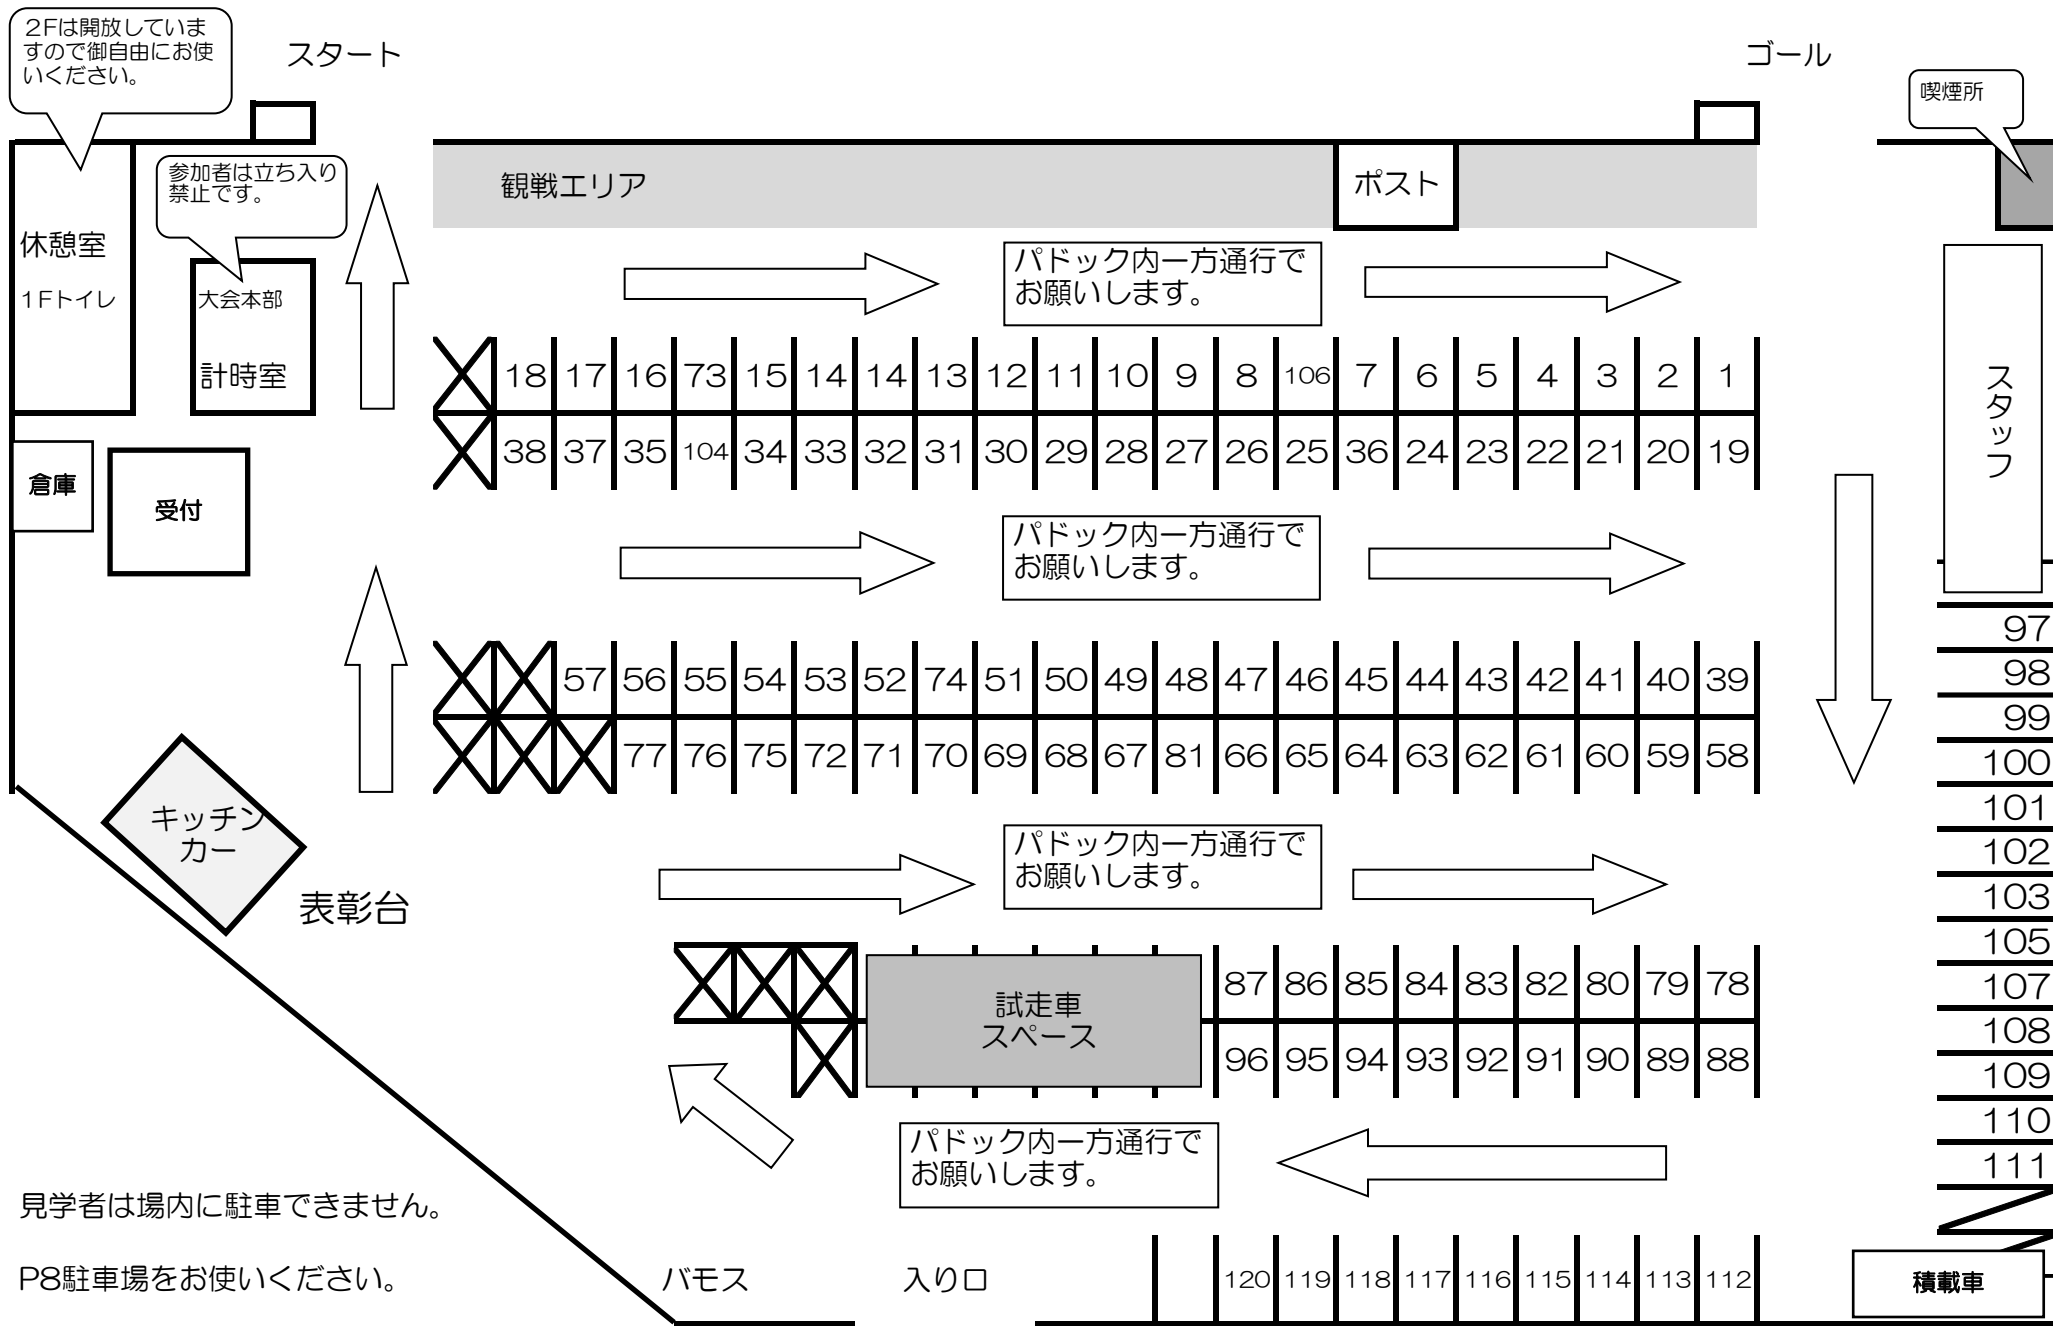 ２Fは開放していま
すので御自由にお使
いください。
スタート
ゴール
喫煙所
参加者は立ち入り
禁止です。
観戦エリア
ポスト
休憩室
１Fトイレ
大会本部
計時室
パドック内一方通行で
お願いします。
スタッフ
18 17 16 73 15 14 14 13 12 11 10 9 8 106 7 6 5 4 3 2 1
38 37 35 104 34 33 32 31 30 29 28 27 26 25 36 24 23 22 21 20 19
倉庫
受付
パドック内一方通行で
お願いします。
57 56 55 54 53 52 74 51 50 49 48 47 46 45 44 43 42 41 40 39
77 76 75 72 71 70 69 68 67 81 66 65 64 63 62 61 60 59 58
97
98
99
100
101
102
103
105
107
108
109
110
111
キッチン
カー
表彰台
パドック内一方通行で
お願いします。
試走車
スペース
87 86 85 84 83 82 80 79 78
96 95 94 93 92 91 90 89 88
パドック内一方通行で
お願いします。
見学者は場内に駐車できません。
P8駐車場をお使いください。
バモス
入り口
120 119 118 117 116 115 114 113 112
積載車